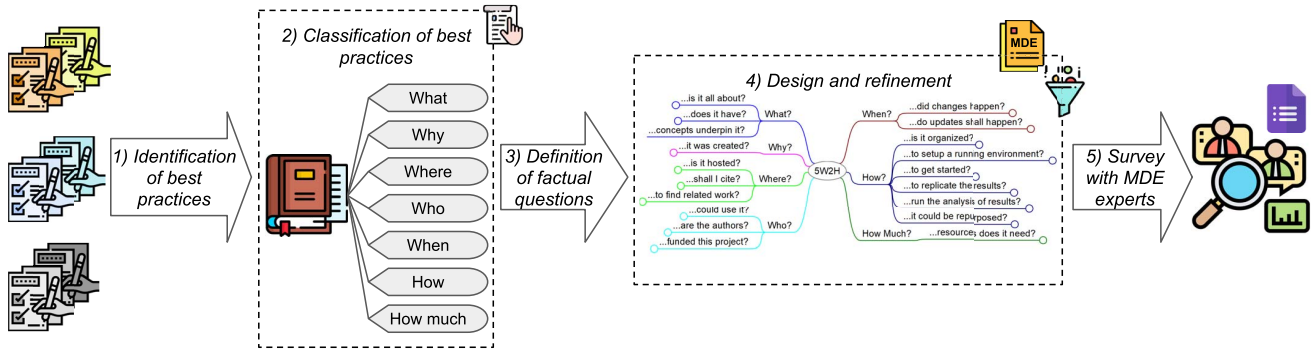 1) Identification
of best
practices
2) Classification of best
practices
What
Why
Where
Who
When
How
How much
3) Definition
of factual
questions
MDE
4) Design and refinement
5W2H
What?
...is it all about?
...does it have?
...concepts underpin it?
Why?
...it was created?
Where?
...is it hosted?
...shall I cite?
...to find related work?
Who?
...could use it?
...are the authors?
...funded this project?
When?
...did changes happen?
...do updates shall happen?
How?
...is it organized?
...to setup a running environment?
...to get started?
...to replicate the results?
...run the analysis of results?
...it could be repurposed?
How Much?
...resources does it need?
5) Survey
with MDE
experts